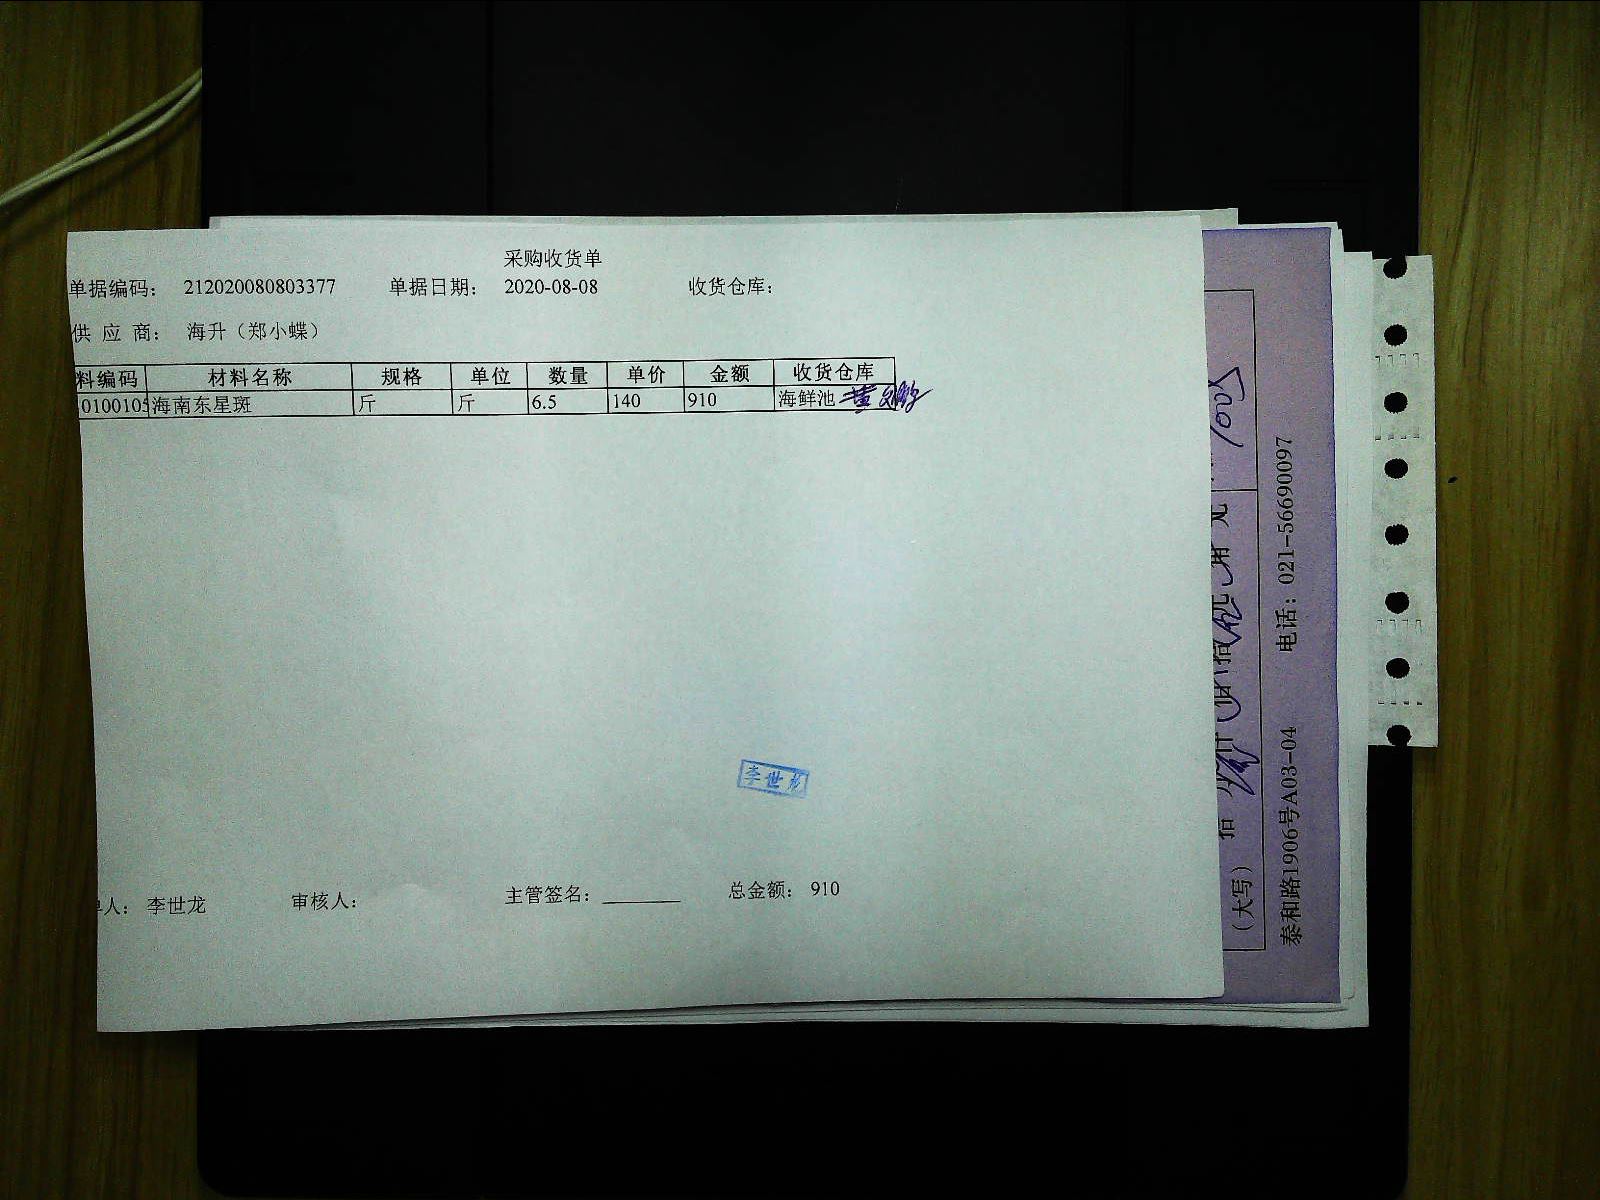 采购收货单
单据编码： 212020080803377 单据日期： 2020-08-08 收货仓库：
供 应 商： 海升（郑小蝶）
料编码 材料名称 规格 单位 数量 单价 金额 收货仓库
0100105 海南东星斑 斤 斤 6.5 140 910 海鲜池
李世龙
人： 李世龙 审核人： 主管签名： 总金额： 910
（大写） 拾
泰和路1906号A03-04 电话：021-56690097